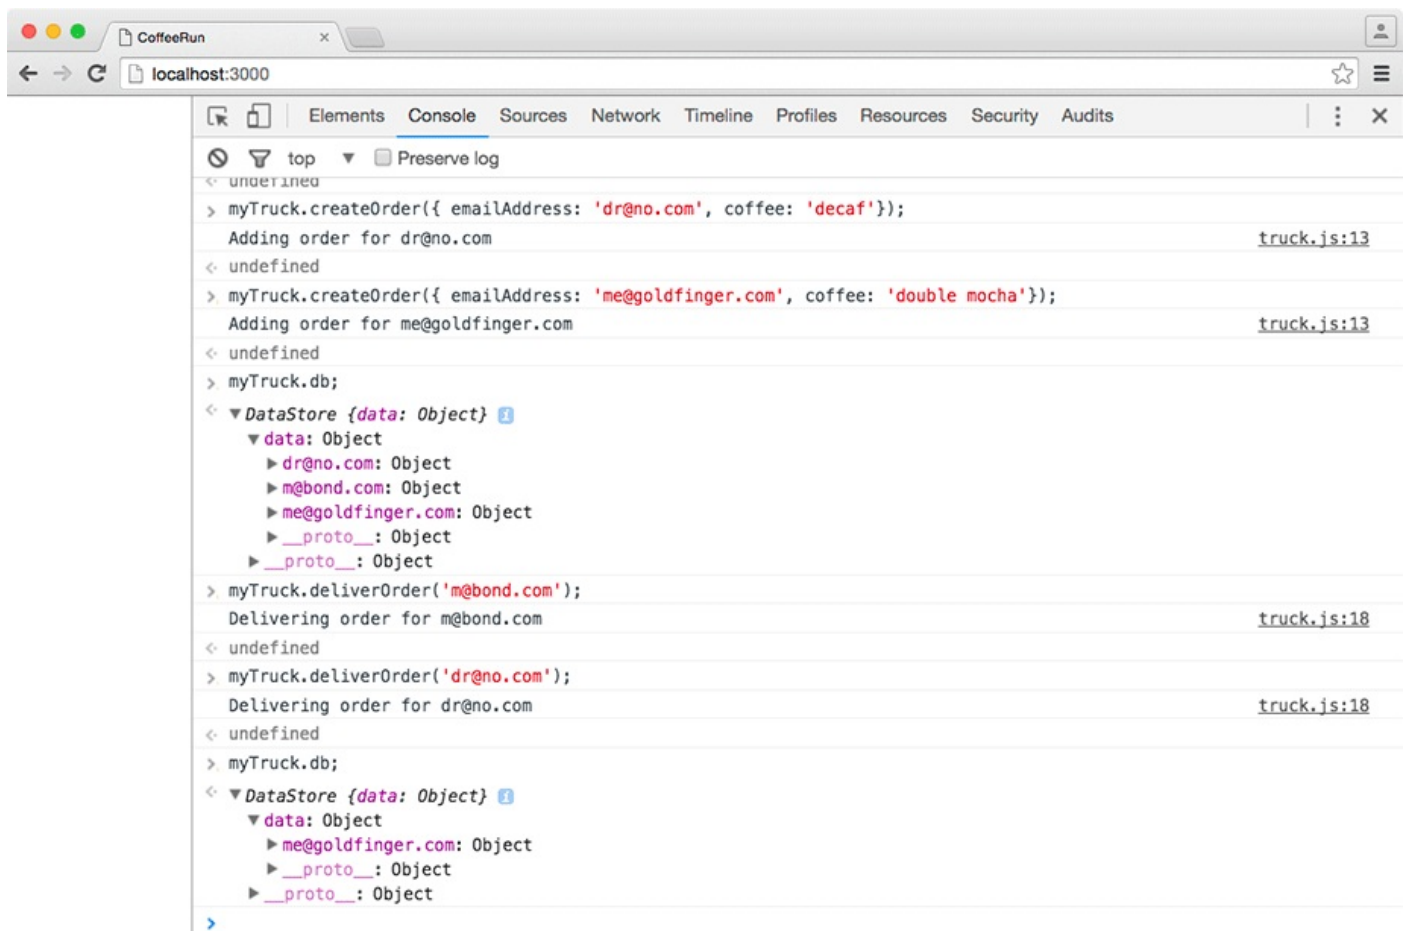 CoffeeRun
localhost:3000
Elements Console Sources Network Timeline Profiles Resources Security Audits
top Preserve log
undefined
myTruck.createOrder({ emailAddress: 'dr@no.com', coffee: 'decaf'});
Adding order for dr@no.com truck.js:13
undefined
myTruck.createOrder({ emailAddress: 'me@goldfinger.com', coffee: 'double mocha'});
Adding order for me@goldfinger.com truck.js:13
undefined
myTruck.db;
DataStore {data: Object}
data: Object
dr@no.com: Object
m@bond.com: Object
me@goldfinger.com: Object
__proto__: Object
__proto__: Object
myTruck.deliverOrder('m@bond.com');
Delivering order for m@bond.com truck.js:18
undefined
myTruck.deliverOrder('dr@no.com');
Delivering order for dr@no.com truck.js:18
undefined
myTruck.db;
DataStore {data: Object}
data: Object
me@goldfinger.com: Object
__proto__: Object
__proto__: Object